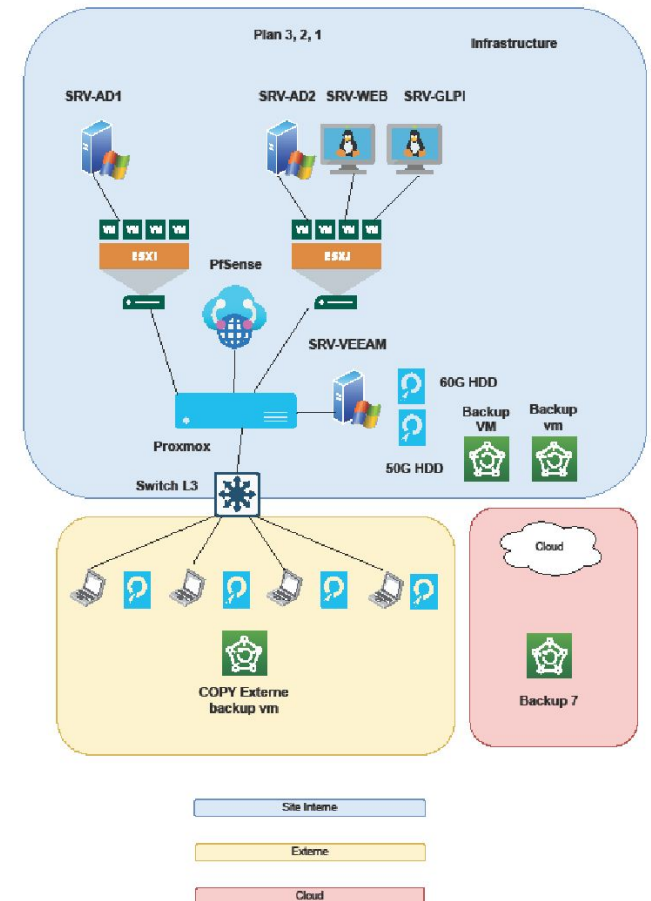 Plan 3, 2, 1
Infrastructure
SRV-AD1
SRV-AD2
SRV-WEB
SRV-GLPI
VM VM VM VM
VM VM VM VM
ESXI
ESXI
PfSense
SRV-VEEAM
60G HDD
Backup
VM
Backup
vm
Proxmox
50G HDD
Switch L3
Cloud
COPY Externe
backup vm
Backup 7
Site Interne
Externe
Cloud